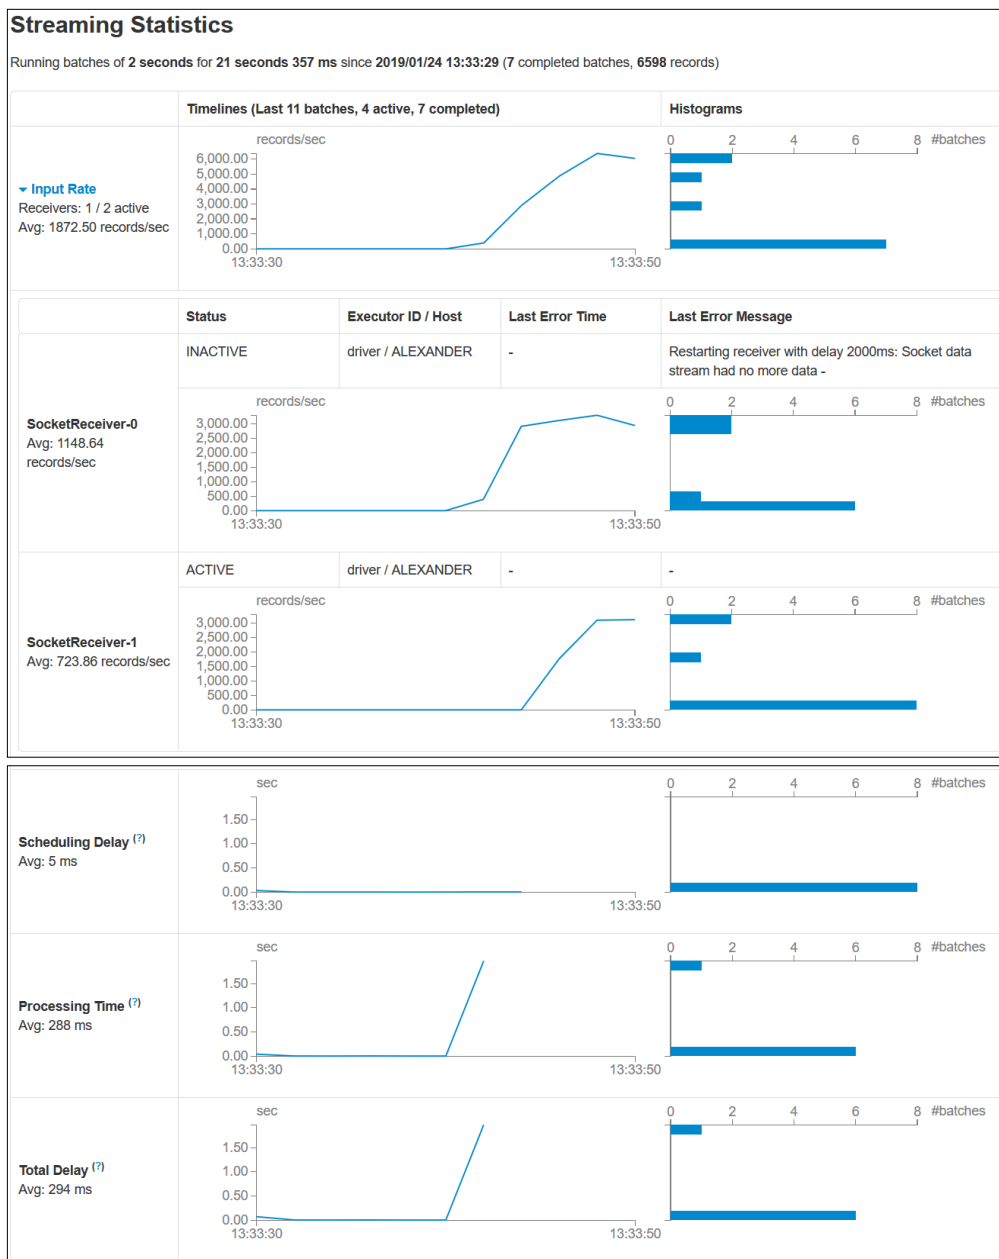 Streaming Statistics
Running batches of 2 seconds for 21 seconds 357 ms since 2019/01/24 13:33:29 (7 completed batches, 6598 records)
Timelines (Last 11 batches, 4 active, 7 completed)
Histograms
Input Rate
Receivers: 1 / 2 active
Avg: 1872.50 records/sec
records/sec
6,000.00
5,000.00
4,000.00
3,000.00
2,000.00
1,000.00
0.00
13:33:30
13:33:50
0 2 4 6 8 #batches
Status
Executor ID / Host
Last Error Time
Last Error Message
SocketReceiver-0
Avg: 1148.64
records/sec
INACTIVE
driver / ALEXANDER
-
Restarting receiver with delay 2000ms: Socket data
stream had no more data -
records/sec
3,000.00
2,500.00
2,000.00
1,500.00
1,000.00
500.00
0.00
13:33:30
13:33:50
0 2 4 6 8 #batches
SocketReceiver-1
Avg: 723.86 records/sec
ACTIVE
driver / ALEXANDER
-
-
records/sec
3,000.00
2,500.00
2,000.00
1,500.00
1,000.00
500.00
0.00
13:33:30
13:33:50
0 2 4 6 8 #batches
Scheduling Delay (?)
Avg: 5 ms
sec
1.50
1.00
0.50
0.00
13:33:30
13:33:50
0 2 4 6 8 #batches
Processing Time (?)
Avg: 288 ms
sec
1.50
1.00
0.50
0.00
13:33:30
13:33:50
0 2 4 6 8 #batches
Total Delay (?)
Avg: 294 ms
sec
1.50
1.00
0.50
0.00
13:33:30
13:33:50
0 2 4 6 8 #batches